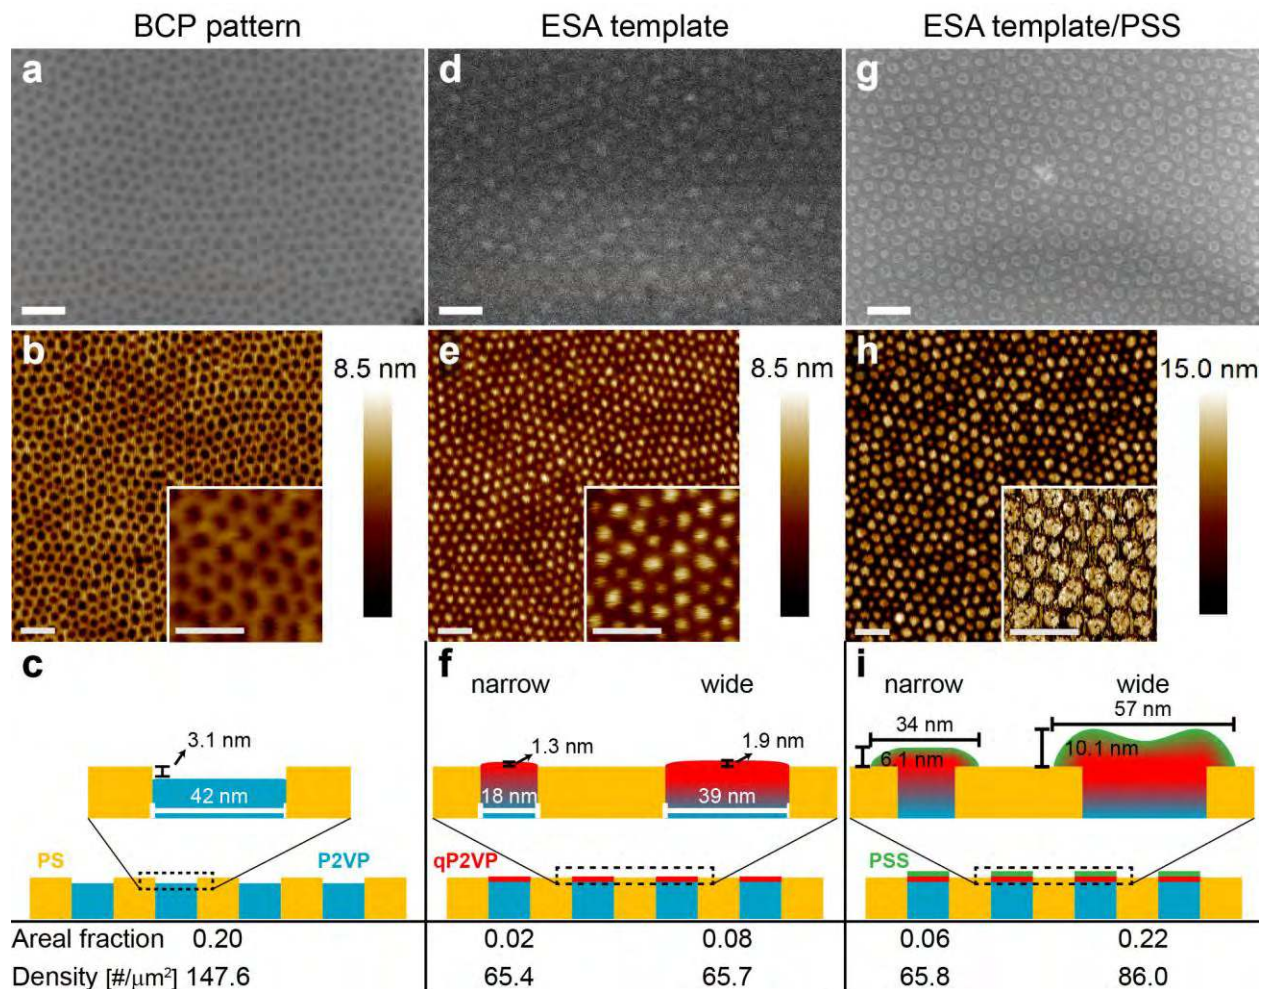 BCP pattern
ESA template
ESA template/PSS
a
d
g
b
8.5 nm
e
8.5 nm
h
15.0 nm
c
3.1 nm
42 nm
PS
P2VP
f
narrow
wide
1.3 nm
1.9 nm
18 nm
39 nm
qP2VP
i
narrow
wide
34 nm
57 nm
6.1 nm
10.1 nm
PSS
Areal fraction 0.20 0.02 0.08 0.06 0.22
Density [#/μm²] 147.6 65.4 65.7 65.8 86.0